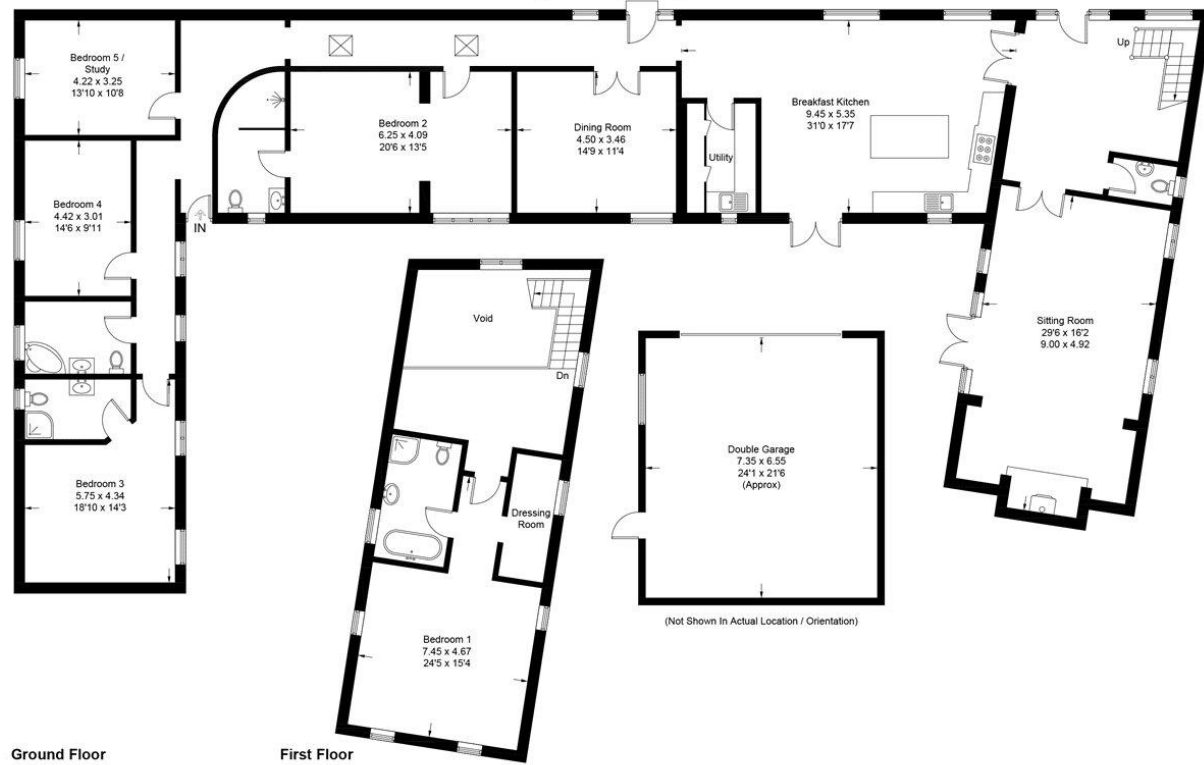 Bedroom 5 /
Study
4.22 x 3.25
13'10 x 10'8
Bedroom 2
6.25 x 4.09
20'6 x 13'5
Dining Room
4.50 x 3.46
14'9 x 11'4
Utility
Breakfast Kitchen
9.45 x 5.35
31'0 x 17'7
Up
Bedroom 4
4.42 x 3.01
14'6 x 9'11
IN
Void
Dn
Sitting Room
29'6 x 16'2
9.00 x 4.92
Bedroom 3
5.75 x 4.34
18'10 x 14'3
Dressing
Room
Double Garage
7.35 x 6.55
24'1 x 21'6
(Approx)
(Not Shown In Actual Location / Orientation)
Bedroom 1
7.45 x 4.67
24'5 x 15'4
Ground Floor
First Floor